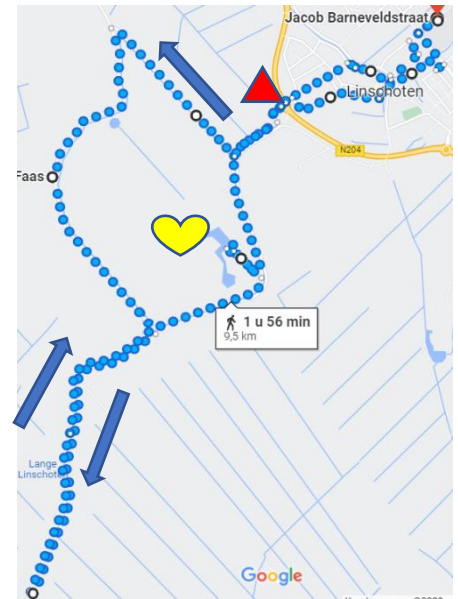 Jacob Barneveldstraat
Linschoten
N204
Faas
1 u 56 min
9,5 km
Lange
Linschoten
Google